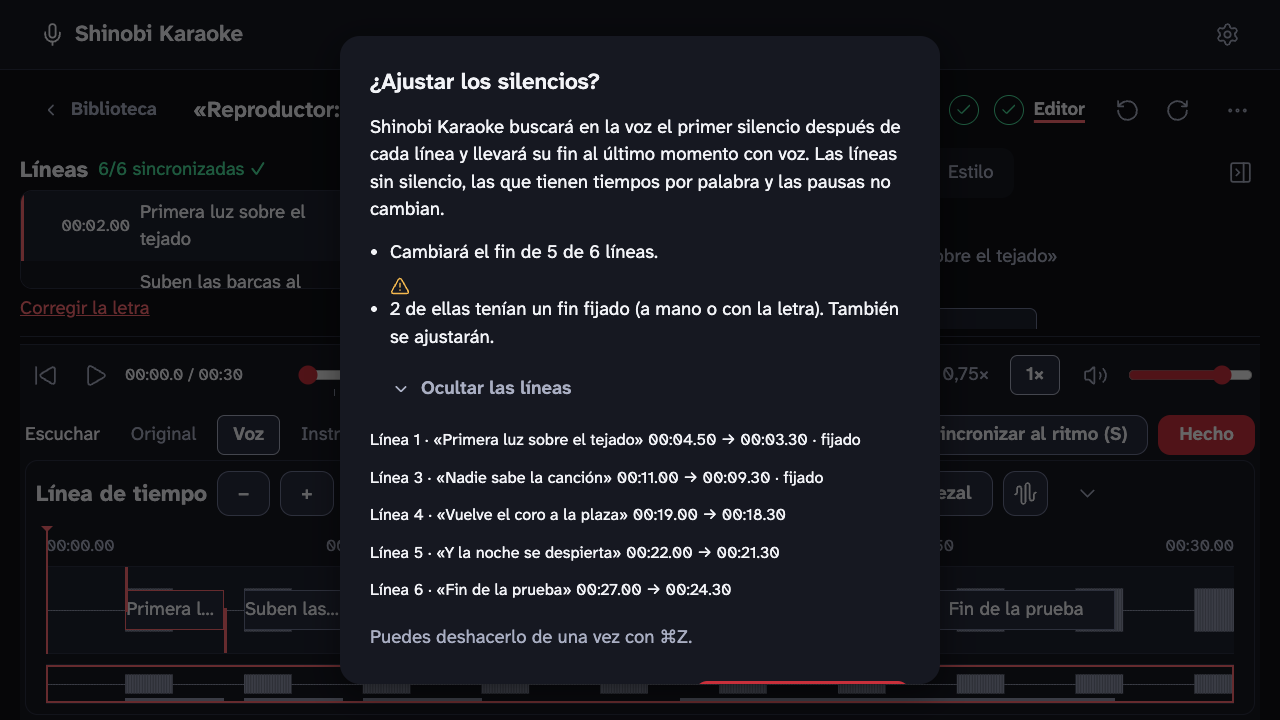 Shinobi Karaoke
Biblioteca
«Reproductor:
Editor
Líneas 6/6 sincronizadas
00:02.00
Primera luz sobre el
tejado
Suben las barcas al
Corregir la letra
Estilo
obre el tejado»
¿Ajustar los silencios?
Shinobi Karaoke buscará en la voz el primer silencio después de
cada línea y llevará su fin al último momento con voz. Las líneas
sin silencio, las que tienen tiempos por palabra y las pausas no
cambian.
• Cambiará el fin de 5 de 6 líneas.
• 2 de ellas tenían un fin fijado (a mano o con la letra). También
se ajustarán.
Ocultar las líneas
Línea 1 · «Primera luz sobre el tejado» 00:04.50 → 00:03.30 · fijado
Línea 3 · «Nadie sabe la canción» 00:11.00 → 00:09.30 · fijado
Línea 4 · «Vuelve el coro a la plaza» 00:19.00 → 00:18.30
Línea 5 · «Y la noche se despierta» 00:22.00 → 00:21.30
Línea 6 · «Fin de la prueba» 00:27.00 → 00:24.30
Puedes deshacerlo de una vez con ⌘Z.
00:00.0 / 00:30
0,75×
1×
Escuchar
Original
Voz
Instr
incronizar al ritmo (S)
Hecho
Línea de tiempo
−
+
ezal
00:00.00
00
50
00:30.00
Primera l...
Suben las...
Fin de la prueba